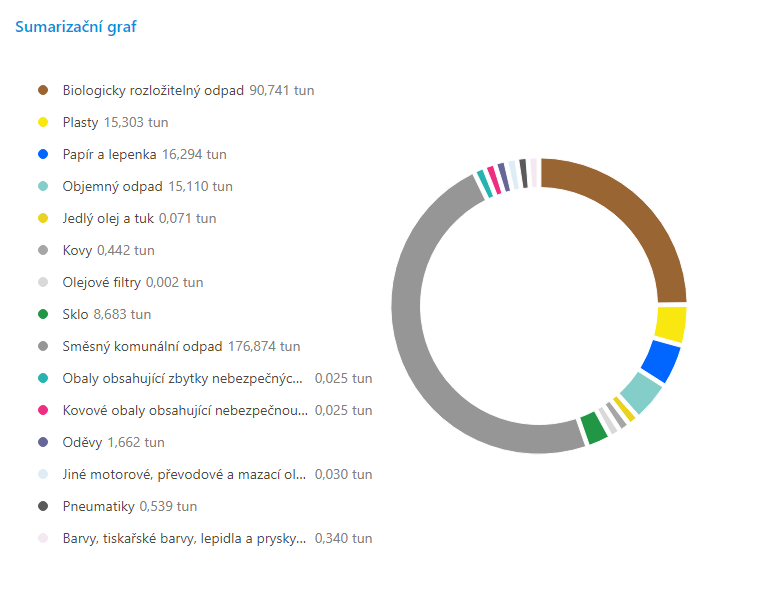 Sumarizační graf
Biologicky rozložitelný odpad 90,741 tun
Plasty 15,303 tun
Papír a lepenka 16,294 tun
Objemný odpad 15,110 tun
Jedlý olej a tuk 0,071 tun
Kovy 0,442 tun
Olejové filtry 0,002 tun
Sklo 8,683 tun
Směsný komunální odpad 176,874 tun
Obaly obsahující zbytky nebezpečnýc... 0,025 tun
Kovové obaly obsahující nebezpečnou... 0,025 tun
Oděvy 1,662 tun
Jiné motorové, převodové a mazací ol... 0,030 tun
Pneumatiky 0,539 tun
Barvy, tiskařské barvy, lepidla a prysky... 0,340 tun